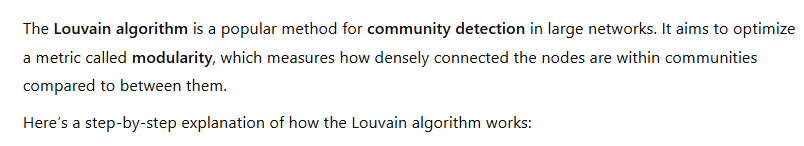 The Louvain algorithm is a popular method for community detection in large networks. It aims to optimize
a metric called modularity, which measures how densely connected the nodes are within communities
compared to between them.
Here's a step-by-step explanation of how the Louvain algorithm works: